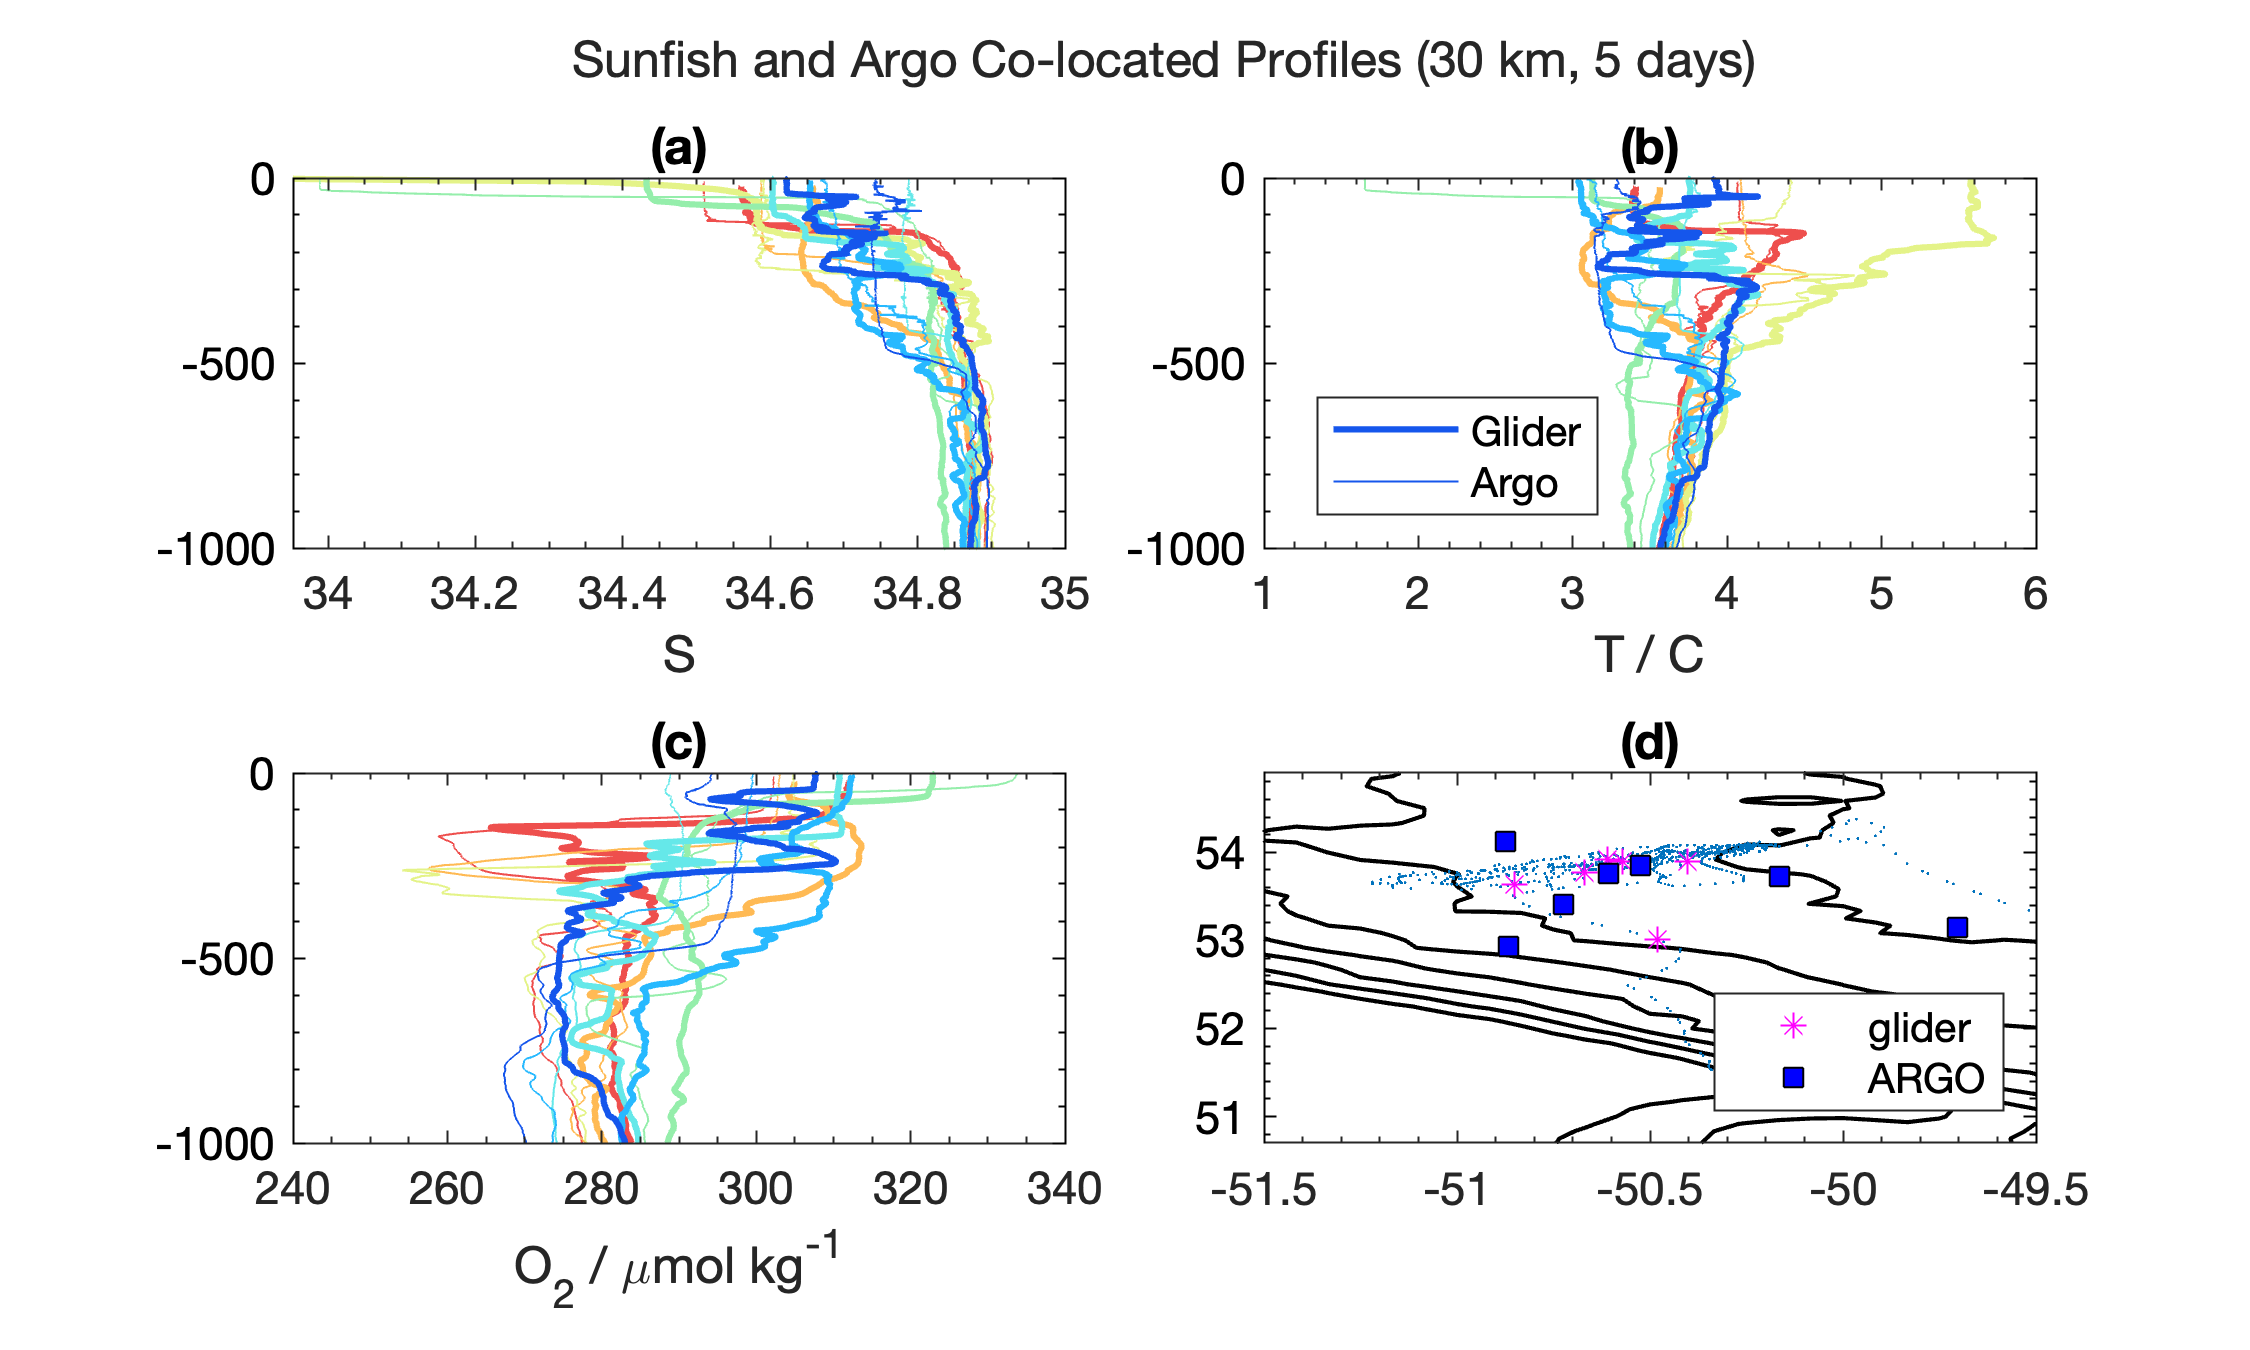 Sunfish and Argo Co-located Profiles (30 km, 5 days)
(a)
0
-500
-1000
34 34.2 34.4 34.6 34.8 35
S
(b)
0
-500
-1000
Glider
Argo
1 2 3 4 5 6
T / C
(c)
0
-500
-1000
240 260 280 300 320 340
O2 / μmol kg-1
(d)
54
53
52
51
glider
ARGO
-51.5 -51 -50.5 -50 -49.5